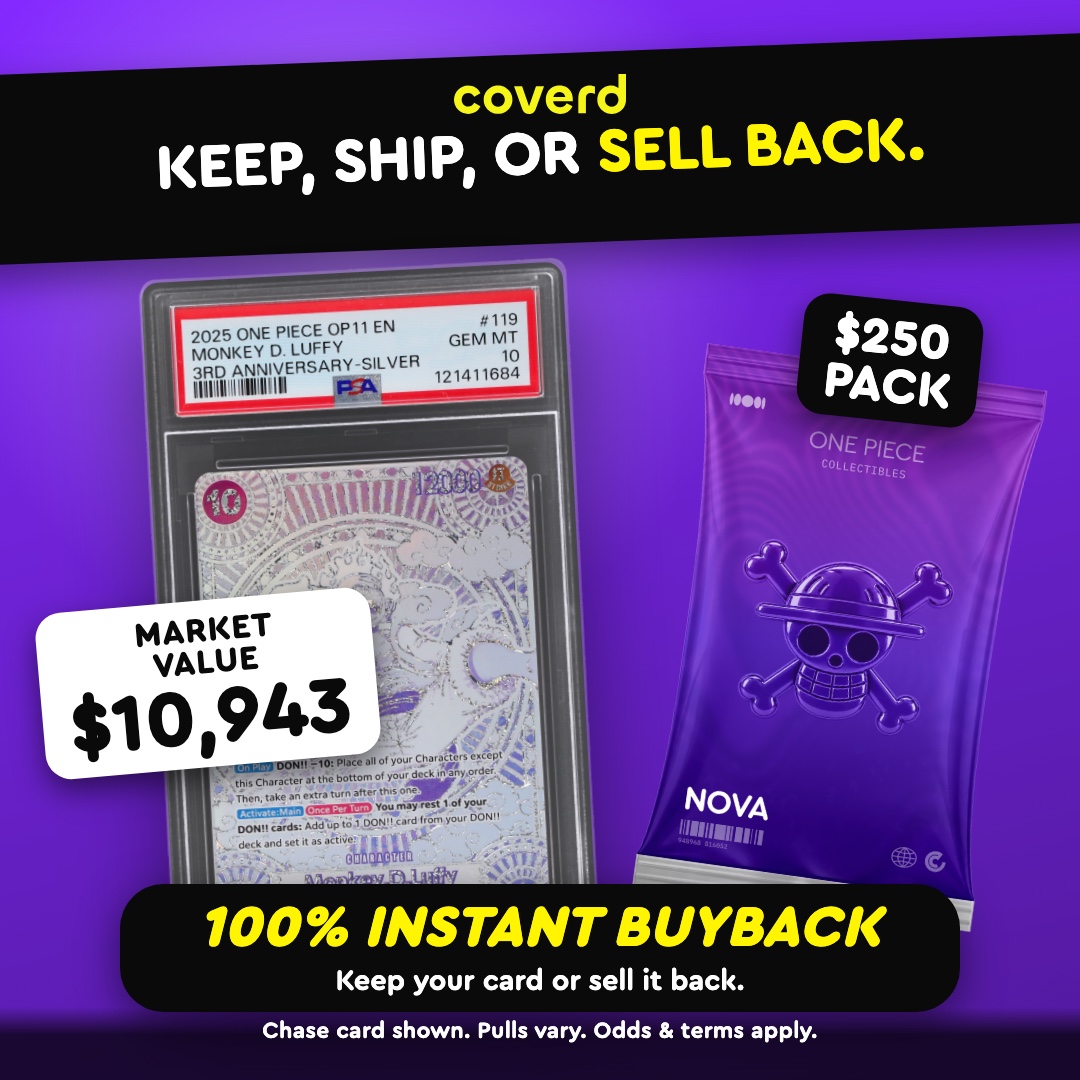 coverd
KEEP, SHIP, OR SELL BACK.
2025 ONE PIECE OP11 EN #119
MONKEY D. LUFFY GEM MT
3RD ANNIVERSARY-SILVER 10
PSA 121411684
10 12000
$250
PACK
ONE PIECE
COLLECTIBLES
MARKET
VALUE
$10,943
On Play DON!! −10: Place all of your Characters except
this Character at the bottom of your deck in any order.
Then, take an extra turn after this one.
Activate:Main Once Per Turn You may rest 1 of your
DON!! cards: Add up to 1 DON!! card from your DON!!
deck and set it as active.
CHARACTER
Monkey D. Luffy
NOVA
100% INSTANT BUYBACK
Keep your card or sell it back.
Chase card shown. Pulls vary. Odds & terms apply.